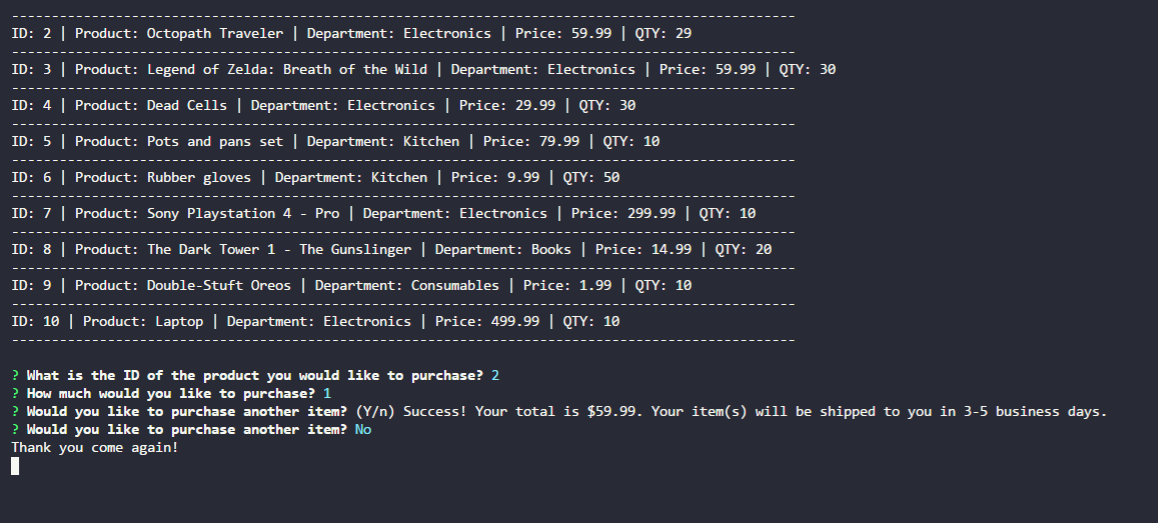 --------------------------------------------------------------------------------------------------
ID: 2 | Product: Octopath Traveler | Department: Electronics | Price: 59.99 | QTY: 29
--------------------------------------------------------------------------------------------------
ID: 3 | Product: Legend of Zelda: Breath of the Wild | Department: Electronics | Price: 59.99 | QTY: 30
--------------------------------------------------------------------------------------------------
ID: 4 | Product: Dead Cells | Department: Electronics | Price: 29.99 | QTY: 30
--------------------------------------------------------------------------------------------------
ID: 5 | Product: Pots and pans set | Department: Kitchen | Price: 79.99 | QTY: 10
--------------------------------------------------------------------------------------------------
ID: 6 | Product: Rubber gloves | Department: Kitchen | Price: 9.99 | QTY: 50
--------------------------------------------------------------------------------------------------
ID: 7 | Product: Sony Playstation 4 - Pro | Department: Electronics | Price: 299.99 | QTY: 10
--------------------------------------------------------------------------------------------------
ID: 8 | Product: The Dark Tower 1 - The Gunslinger | Department: Books | Price: 14.99 | QTY: 20
--------------------------------------------------------------------------------------------------
ID: 9 | Product: Double-Stuft Oreos | Department: Consumables | Price: 1.99 | QTY: 10
--------------------------------------------------------------------------------------------------
ID: 10 | Product: Laptop | Department: Electronics | Price: 499.99 | QTY: 10
--------------------------------------------------------------------------------------------------
? What is the ID of the product you would like to purchase? 2
? How much would you like to purchase? 1
? Would you like to purchase another item? (Y/n) Success! Your total is $59.99. Your item(s) will be shipped to you in 3-5 business days.
? Would you like to purchase another item? No
Thank you come again!